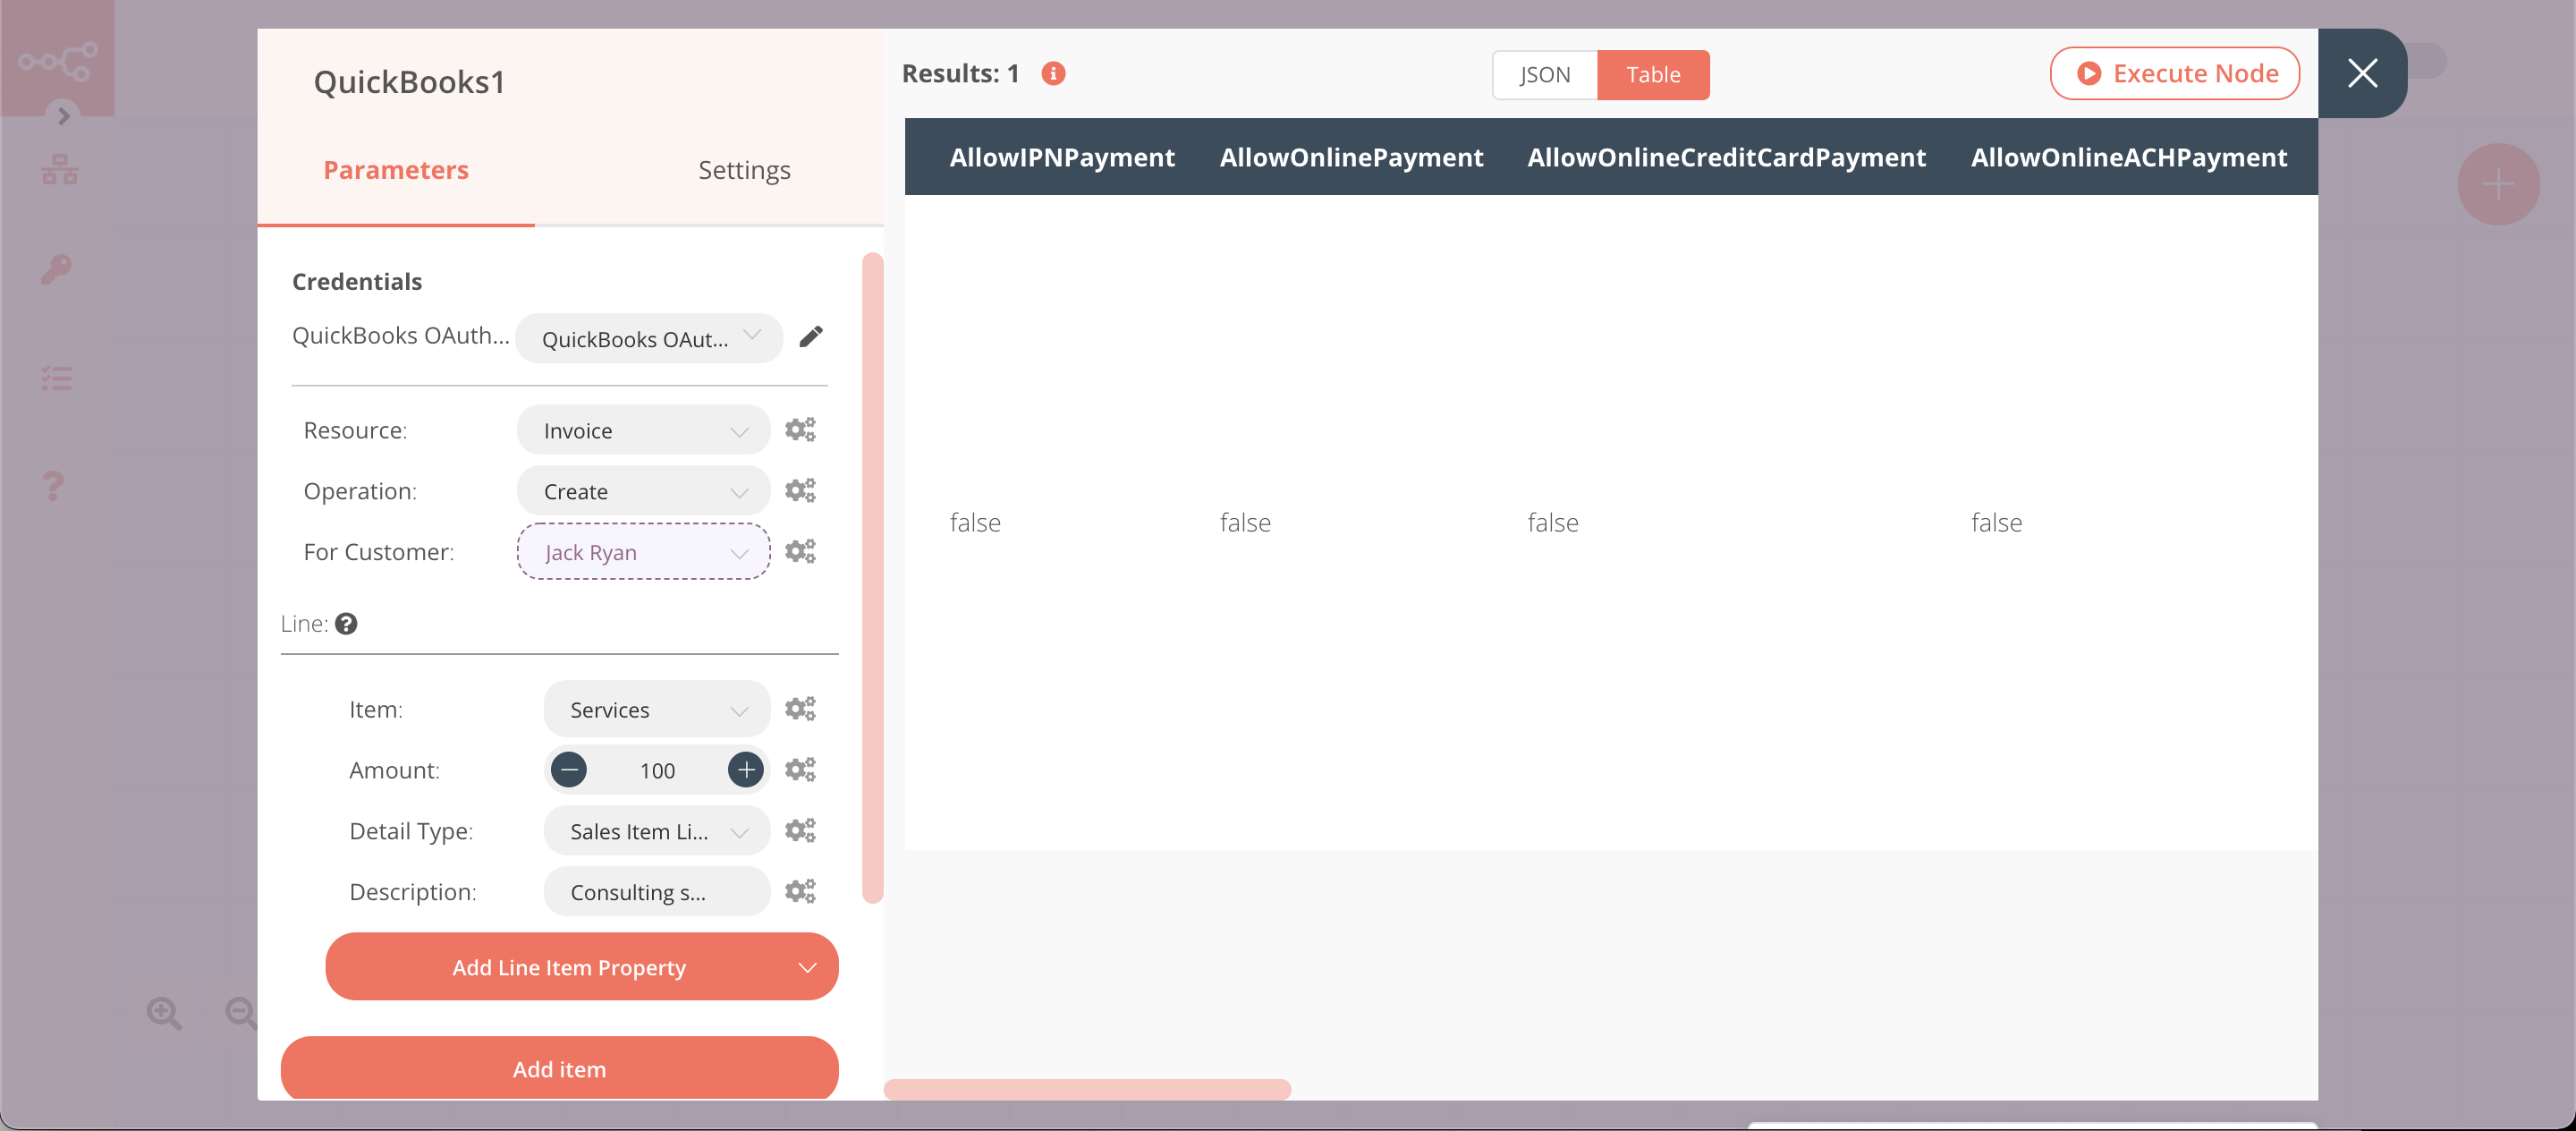 QuickBooks1
Parameters Settings
Credentials
QuickBooks OAuth... QuickBooks OAut...
Resource: Invoice
Operation: Create
For Customer: Jack Ryan
Line:
Item: Services
Amount: 100
Detail Type: Sales Item Li...
Description: Consulting s...
Add Line Item Property
Add item
Results: 1
JSON Table
Execute Node
AllowIPNPayment AllowOnlinePayment AllowOnlineCreditCardPayment AllowOnlineACHPayment
false false false false